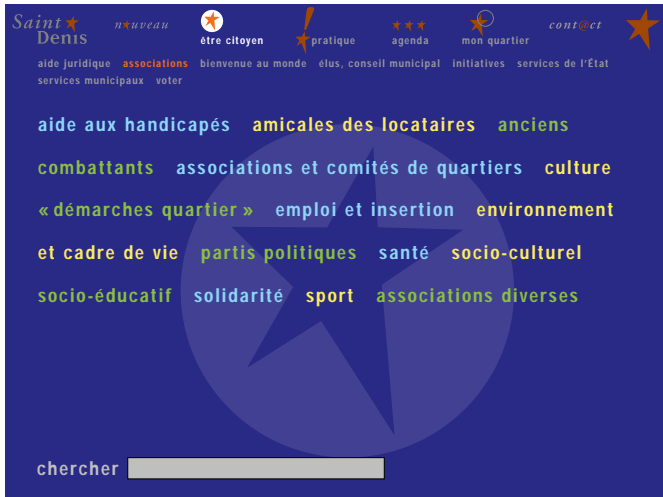 Saint Denis
n★uveau
être citoyen
pratique
agenda
mon quartier
cont@ct
aide juridique associations bienvenue au monde élus, conseil municipal initiatives services de l'État
services municipaux voter
aide aux handicapés amicales des locataires anciens
combattants associations et comités de quartiers culture
« démarches quartier » emploi et insertion environnement
et cadre de vie partis politiques santé socio-culturel
socio-éducatif solidarité sport associations diverses
chercher